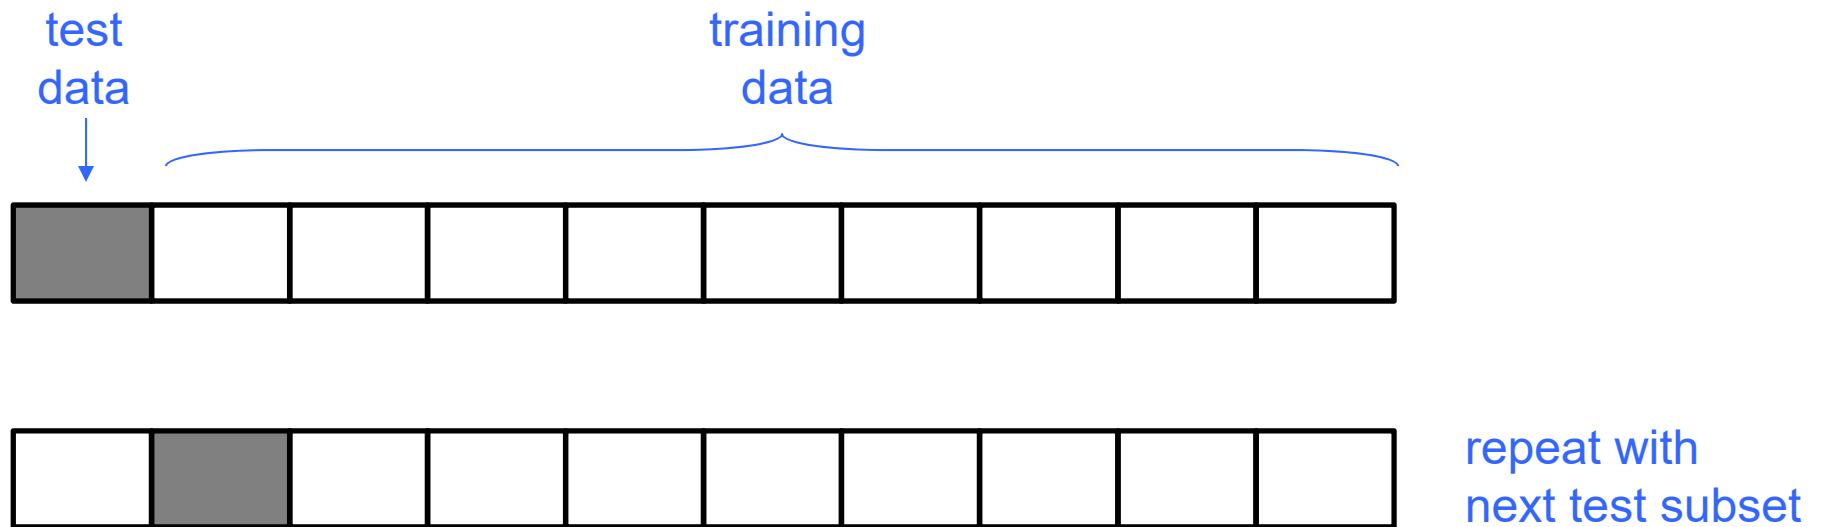 test
data
training
data
repeat with
next test subset